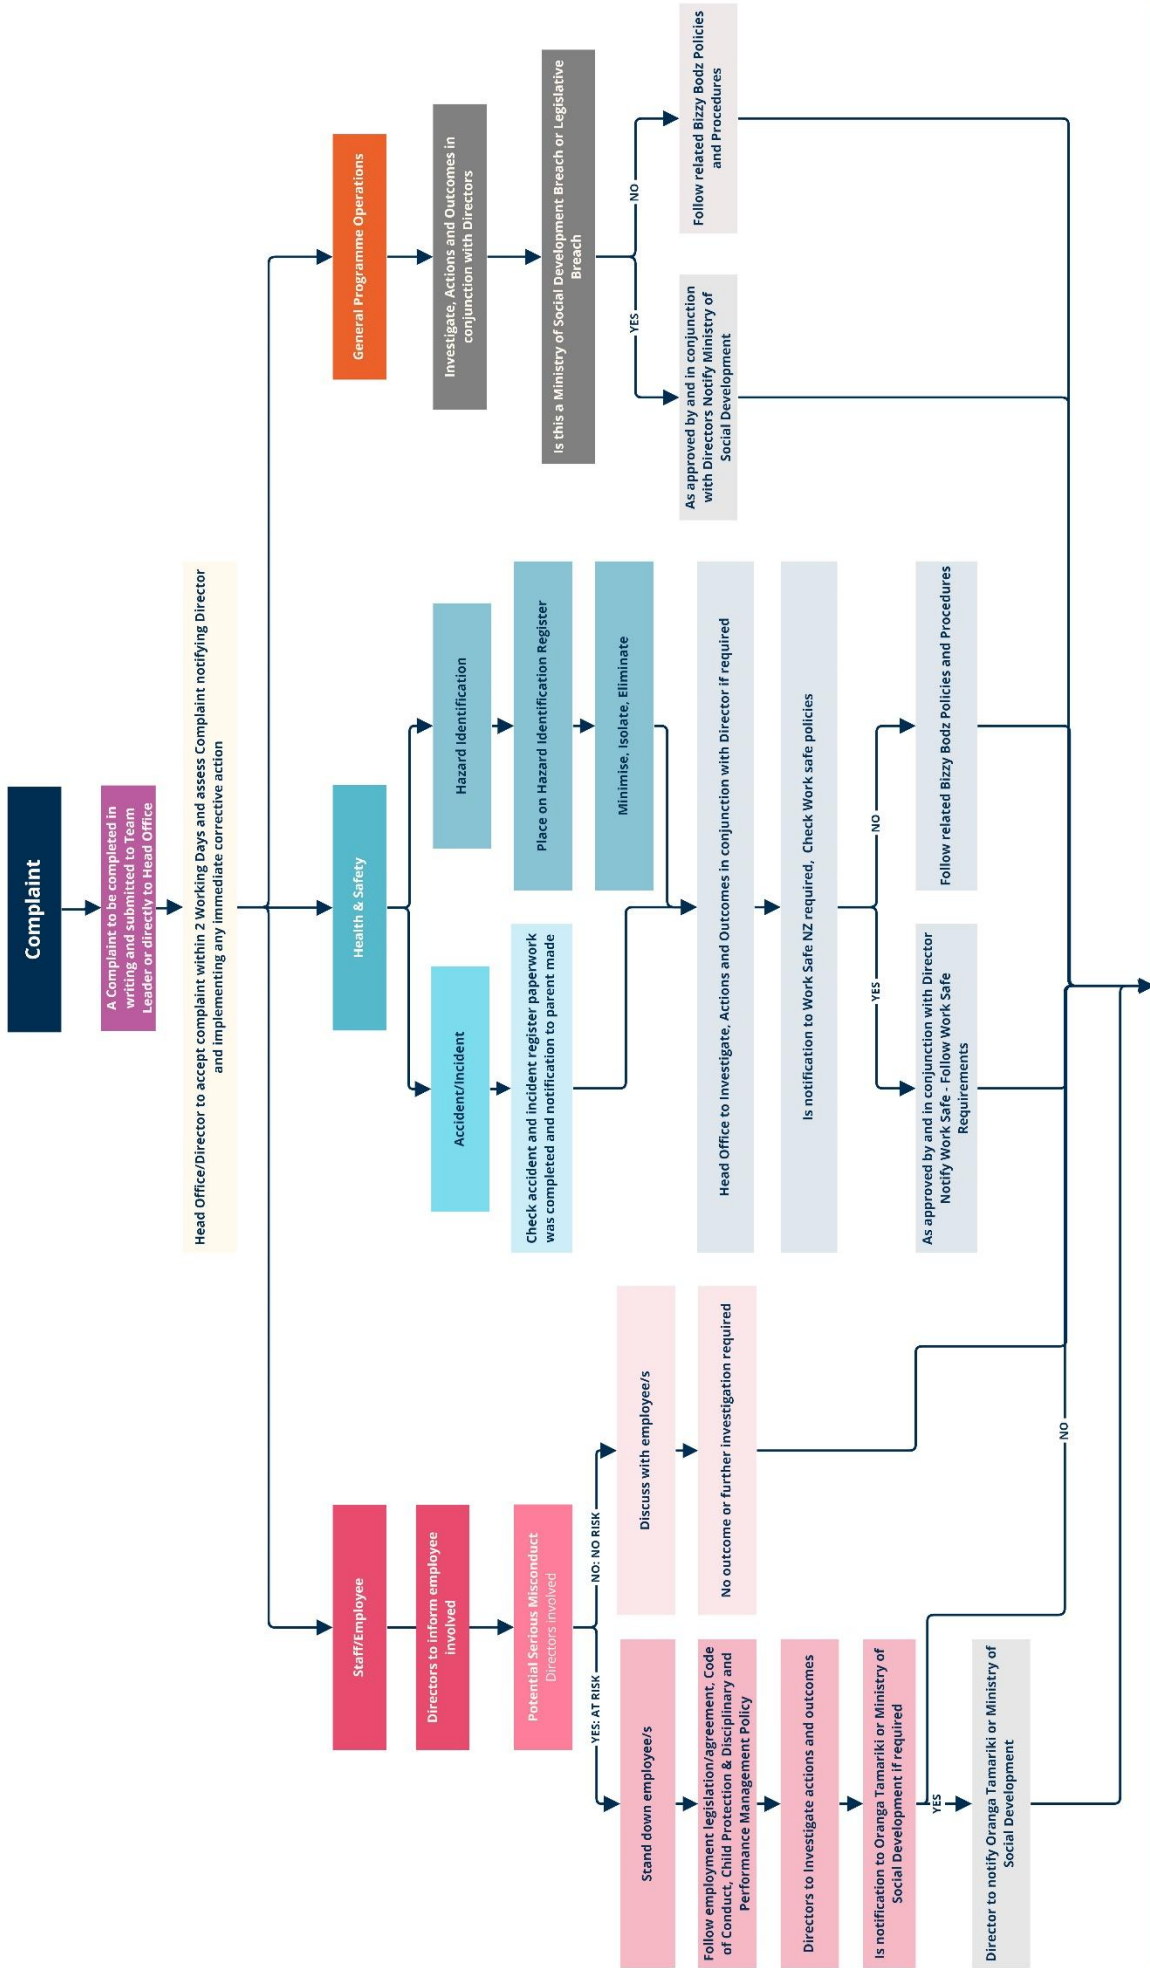 Complaint
A Complaint to be completed in
writing and submitted to Team
Leader or directly to Head Office
Head Office/Director to accept complaint within 2 Working Days and assess Complaint notifying Director
and implementing any immediate corrective action
Staff/Employee
Directors to inform employee
involved
Potential Serious Misconduct
Directors involved
YES: AT RISK
NO: NO RISK
Stand down employee/s
Follow employment legislation/agreement, Code
of Conduct, Child Protection & Disciplinary and
Performance Management Policy
Directors to Investigate actions and outcomes
Is notification to Oranga Tamariki or Ministry of
Social Development if required
YES
NO
Director to notify Oranga Tamariki or Ministry of
Social Development
Discuss with employee/s
No outcome or further investigation required
Health & Safety
Accident/Incident
Check accident and incident register paperwork
was completed and notification to parent made
Hazard Identification
Place on Hazard Identification Register
Minimise, Isolate, Eliminate
Head Office to Investigate, Actions and Outcomes in conjunction with Director if required
Is notification to Work Safe NZ required, Check Work safe policies
YES
NO
As approved by and in conjunction with Director
Notify Work Safe - Follow Work Safe
Requirements
Follow related Bizzy Bodz Policies and Procedures
General Programme Operations
Investigate, Actions and Outcomes in
conjunction with Directors
Is this a Ministry of Social Development Breach or Legislative
Breach
YES
NO
As approved by and in conjunction
with Directors Notify Ministry of
Social Development
Follow related Bizzy Bodz Policies
and Procedures